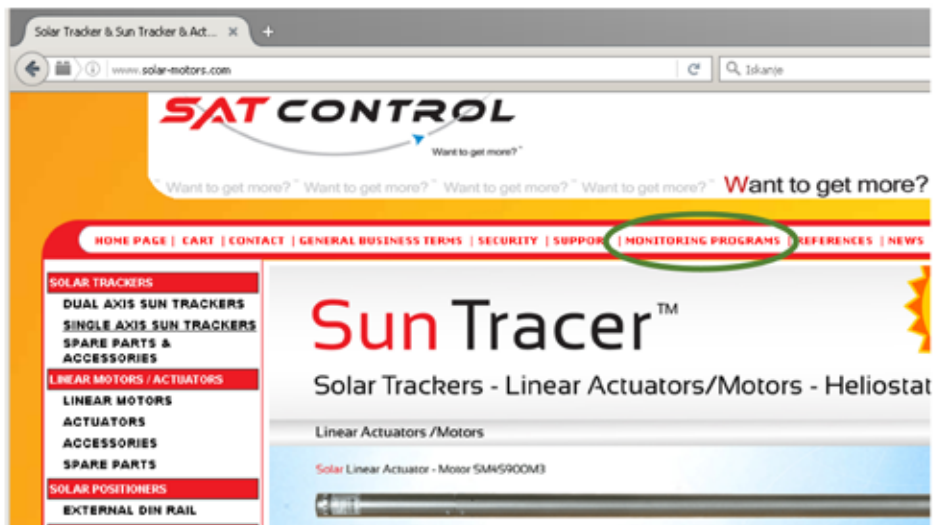 Solar Tracker & Sun Tracker & Act...
www.solar-motors.com
Iskanje
SAT CONTROL
Want to get more?~
Want to get more?~ Want to get more?~ Want to get more?~ Want to get more?~ Want to get more?
HOME PAGE | CART | CONTACT | GENERAL BUSINESS TERMS | SECURITY | SUPPORT | MONITORING PROGRAMS | REFERENCES | NEWS
SOLAR TRACKERS
DUAL AXIS SUN TRACKERS
SINGLE AXIS SUN TRACKERS
SPARE PARTS &
ACCESSORIES
LINEAR MOTORS / ACTUATORS
LINEAR MOTORS
ACTUATORS
ACCESSORIES
SPARE PARTS
SOLAR POSITIONERS
EXTERNAL DIN RAIL
Sun Tracer™
Solar Trackers - Linear Actuators/Motors - Heliostat
Linear Actuators /Motors
Solar Linear Actuator - Motor SM4S900M3